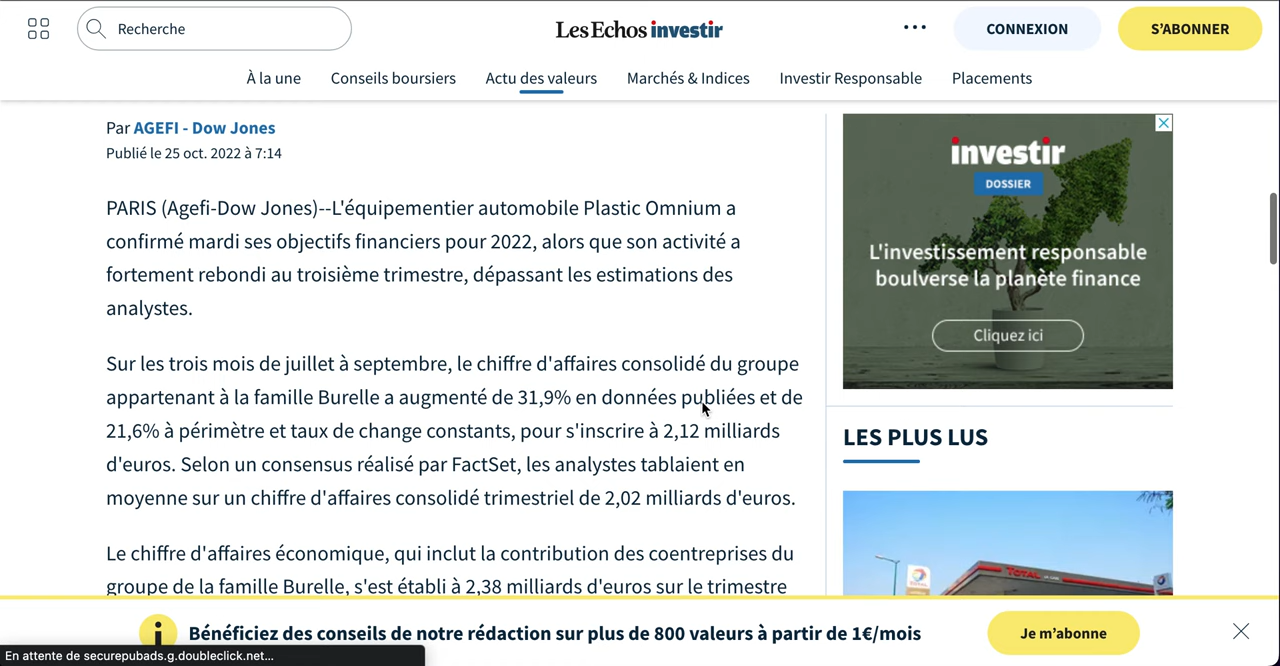 Recherche
Les Echos investir
CONNEXION
S'ABONNER
À la une
Conseils boursiers
Actu des valeurs
Marchés & Indices
Investir Responsable
Placements
Par AGEFI - Dow Jones
Publié le 25 oct. 2022 à 7:14
PARIS (Agefi-Dow Jones)--L'équipementier automobile Plastic Omnium a
confirmé mardi ses objectifs financiers pour 2022, alors que son activité a
fortement rebondi au troisième trimestre, dépassant les estimations des
analystes.
Sur les trois mois de juillet à septembre, le chiffre d'affaires consolidé du groupe
appartenant à la famille Burelle a augmenté de 31,9% en données publiées et de
21,6% à périmètre et taux de change constants, pour s'inscrire à 2,12 milliards
d'euros. Selon un consensus réalisé par FactSet, les analystes tablaient en
moyenne sur un chiffre d'affaires consolidé trimestriel de 2,02 milliards d'euros.
Le chiffre d'affaires économique, qui inclut la contribution des coentreprises du
groupe de la famille Burelle, s'est établi à 2,38 milliards d'euros sur le trimestre
investir
DOSSIER
L'investissement responsable
boulverse la planète finance
Cliquez ici
LES PLUS LUS
TOTAL
Bénéficiez des conseils de notre rédaction sur plus de 800 valeurs à partir de 1€/mois
Je m'abonne
En attente de securepubads.g.doubleclick.net...